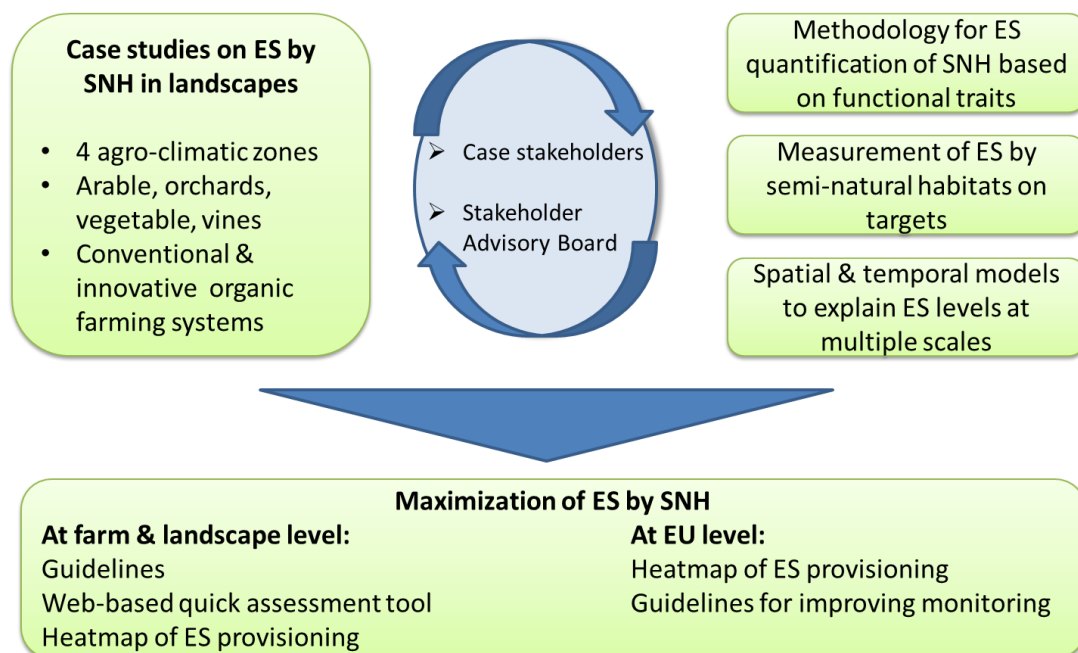 Case studies on ES by
SNH in landscapes
• 4 agro-climatic zones
• Arable, orchards,
vegetable, vines
• Conventional &
innovative organic
farming systems
➢ Case stakeholders
➢ Stakeholder
Advisory Board
Methodology for ES
quantification of SNH based
on functional traits
Measurement of ES by
semi-natural habitats on
targets
Spatial & temporal models
to explain ES levels at
multiple scales
Maximization of ES by SNH
At farm & landscape level:
Guidelines
Web-based quick assessment tool
Heatmap of ES provisioning
At EU level:
Heatmap of ES provisioning
Guidelines for improving monitoring